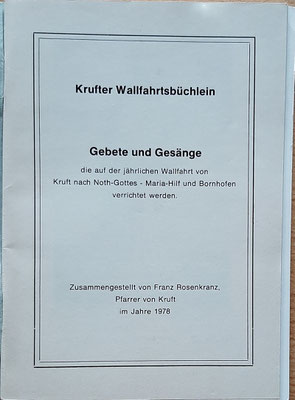 Krufter Wallfahrtsbüchlein
Gebete und Gesänge
die auf der jährlichen Wallfahrt von
Kruft nach Noth-Gottes - Maria-Hilf und Bornhofen
verrichtet werden.
Zusammengestellt von Franz Rosenkranz,
Pfarrer von Kruft
im Jahre 1978